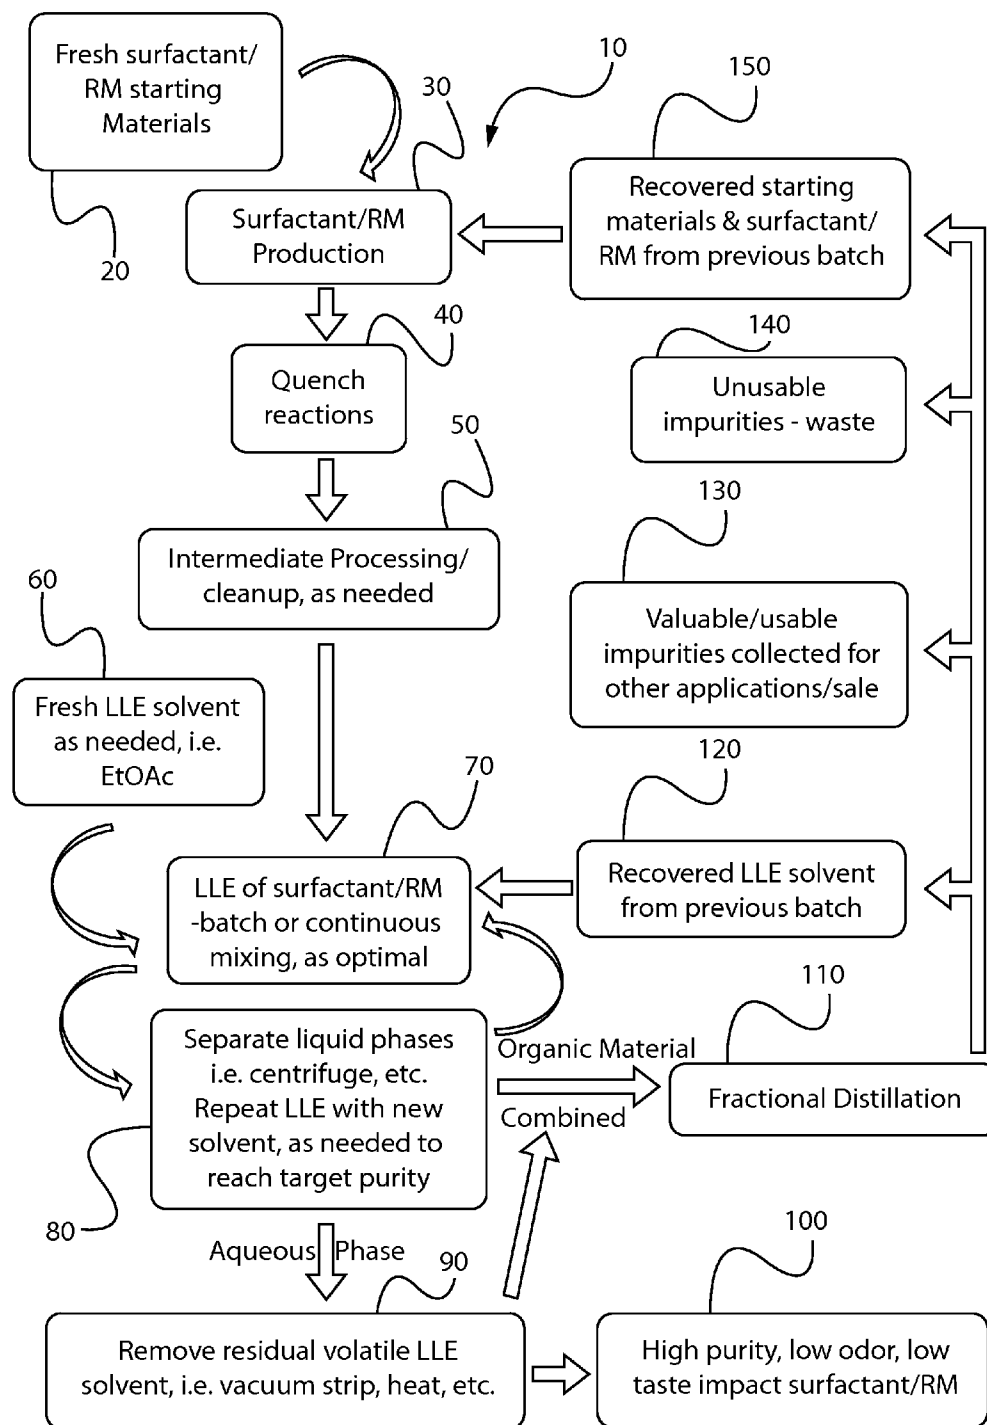 Fresh surfactant/
RM starting
Materials
20
10
30
150
Surfactant/RM
Production
Recovered starting
materials & surfactant/
RM from previous batch
40
140
Quench
reactions
Unusable
impurities - waste
50
130
Intermediate Processing/
cleanup, as needed
Valuable/usable
impurities collected for
other applications/sale
60
Fresh LLE solvent
as needed, i.e.
EtOAc
70
120
LLE of surfactant/RM
-batch or continuous
mixing, as optimal
Recovered LLE solvent
from previous batch
110
Separate liquid phases
i.e. centrifuge, etc.
Repeat LLE with new
solvent, as needed to
reach target purity
Organic Material
Combined
Fractional Distillation
80
Aqueous Phase
90
100
Remove residual volatile LLE
solvent, i.e. vacuum strip, heat, etc.
High purity, low odor, low
taste impact surfactant/RM